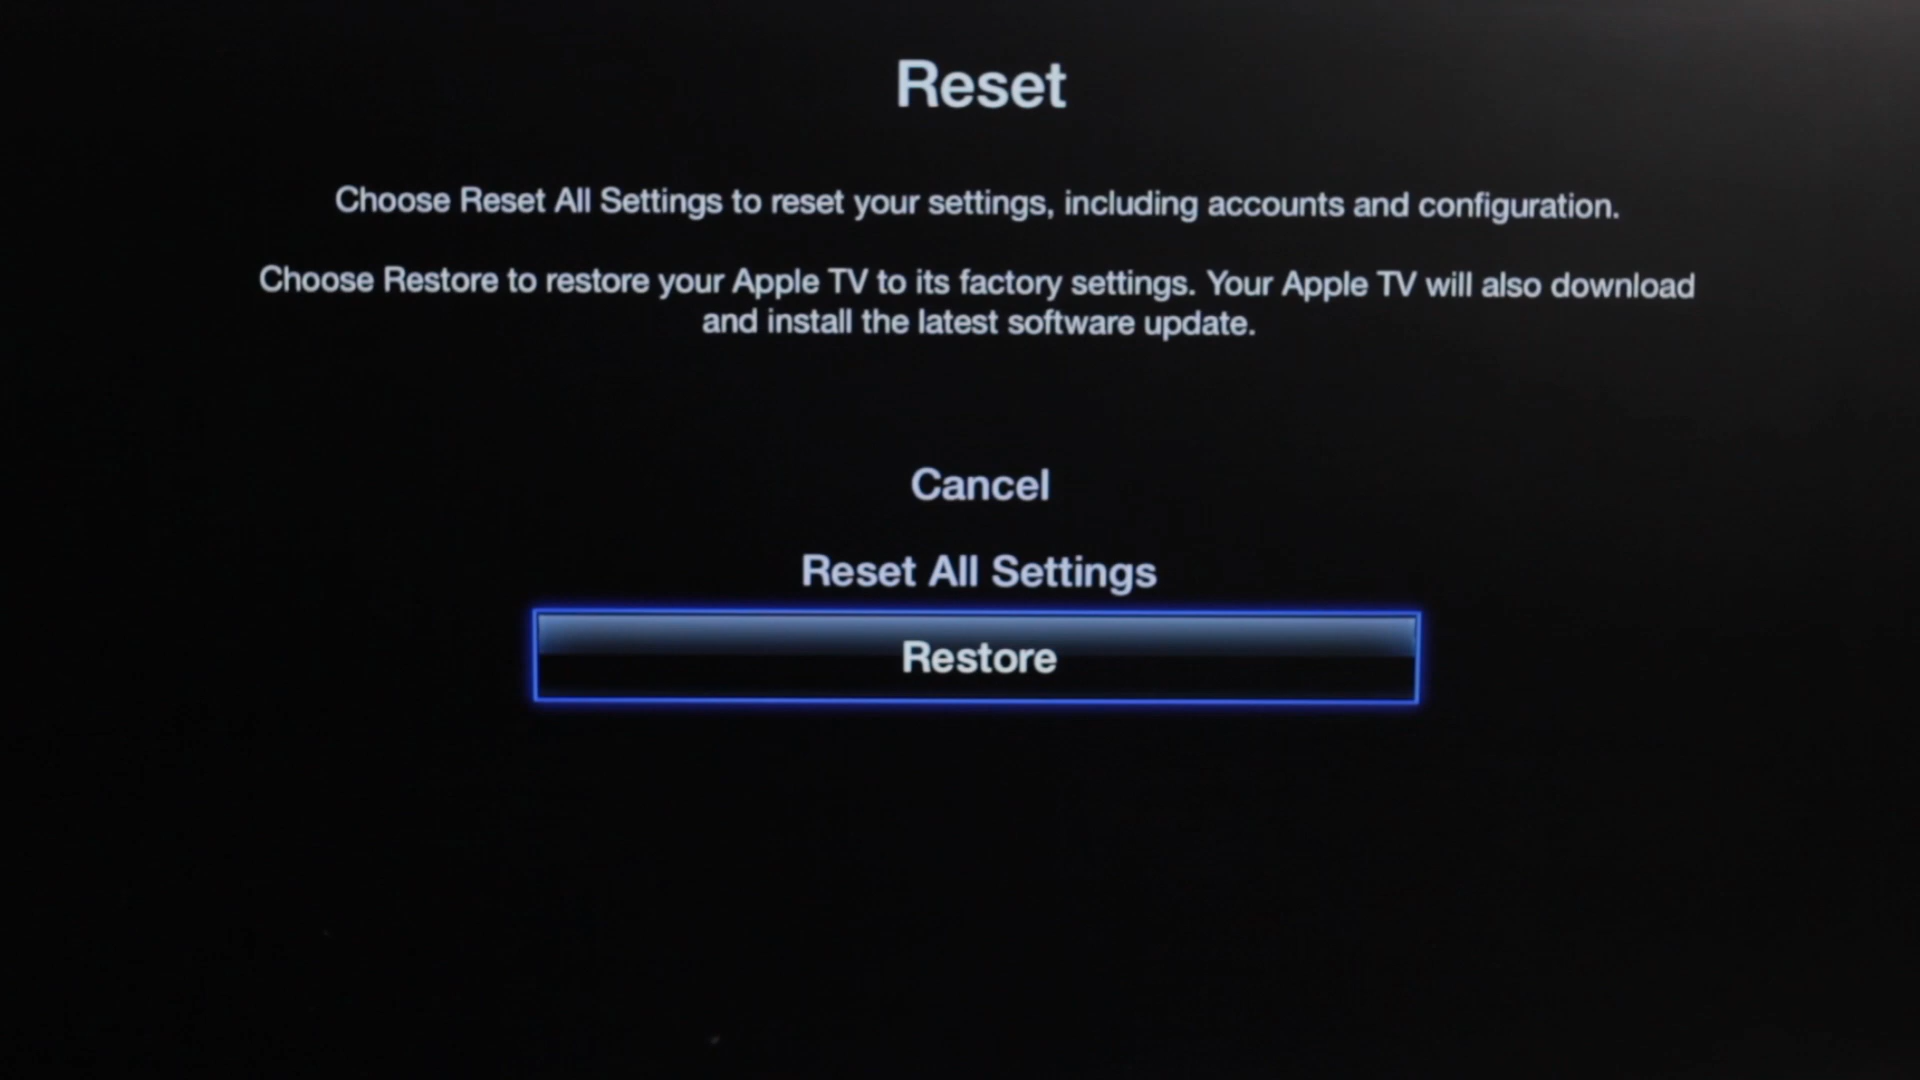 Reset
Choose Reset All Settings to reset your settings, including accounts and configuration.
Choose Restore to restore your Apple TV to its factory settings. Your Apple TV will also download
and install the latest software update.
Cancel
Reset All Settings
Restore